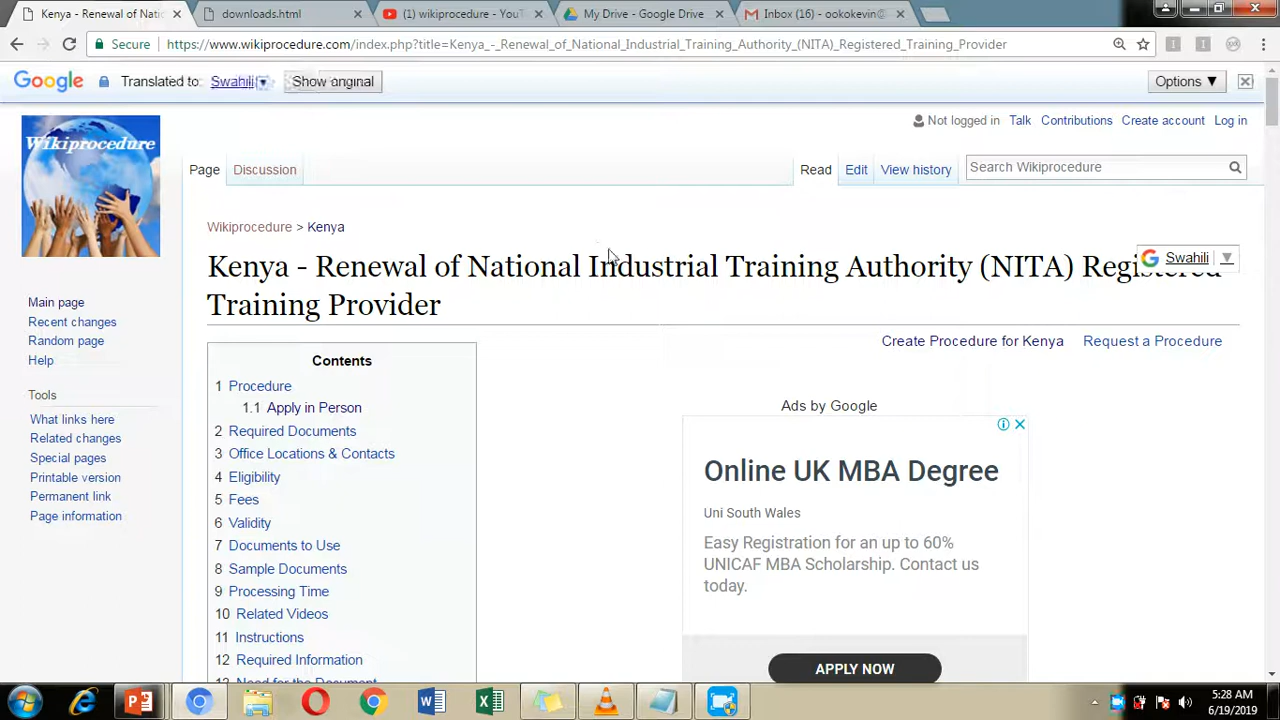 Kenya - Renewal of Natio
downloads.html
(1) wikiprocedure - YouT
My Drive - Google Drive
Inbox (16) - ookokevin@
Secure
https://www.wikiprocedure.com/index.php?title=Kenya_-_Renewal_of_National_Industrial_Training_Authority_(NITA)_Registered_Training_Provider
Google Translated to: Swahili Show original Options ▼
Wikiprocedure
Not logged in Talk Contributions Create account Log in
Page Discussion Read Edit View history Search Wikiprocedure
Wikiprocedure > Kenya
Kenya - Renewal of National Industrial Training Authority (NITA) Registered
Training Provider
Swahili ▼
Create Procedure for Kenya Request a Procedure
Main page
Recent changes
Random page
Help
Tools
What links here
Related changes
Special pages
Printable version
Permanent link
Page information
Contents
1 Procedure
1.1 Apply in Person
2 Required Documents
3 Office Locations & Contacts
4 Eligibility
5 Fees
6 Validity
7 Documents to Use
8 Sample Documents
9 Processing Time
10 Related Videos
11 Instructions
12 Required Information
13 Need for the Document
Ads by Google
Online UK MBA Degree
Uni South Wales
Easy Registration for an up to 60%
UNICAF MBA Scholarship. Contact us
today.
APPLY NOW
5:28 AM
6/19/2019